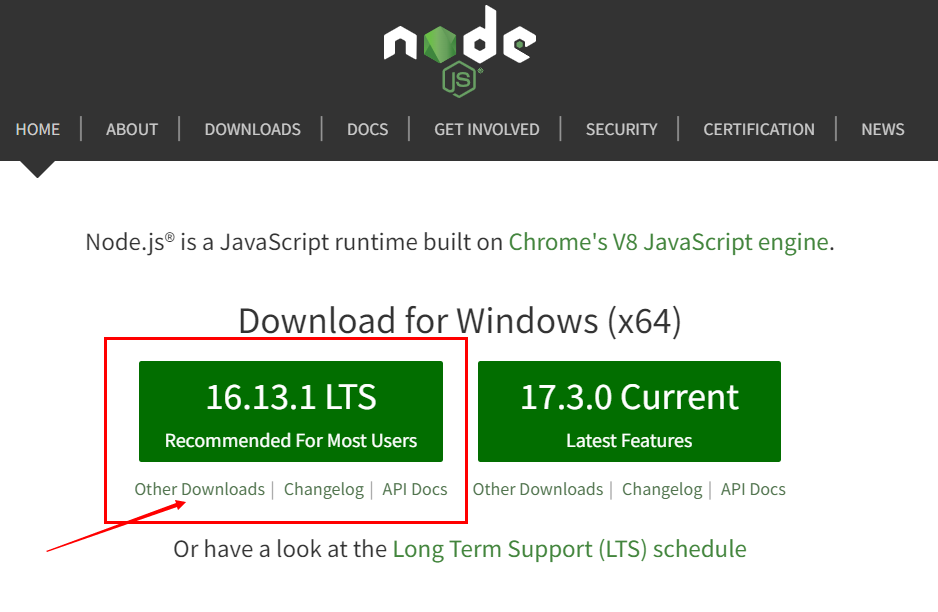 node
JS®
HOME | ABOUT | DOWNLOADS | DOCS | GET INVOLVED | SECURITY | CERTIFICATION | NEWS
Node.js® is a JavaScript runtime built on Chrome's V8 JavaScript engine.
Download for Windows (x64)
16.13.1 LTS
Recommended For Most Users
17.3.0 Current
Latest Features
Other Downloads | Changelog | API Docs
Other Downloads | Changelog | API Docs
Or have a look at the Long Term Support (LTS) schedule